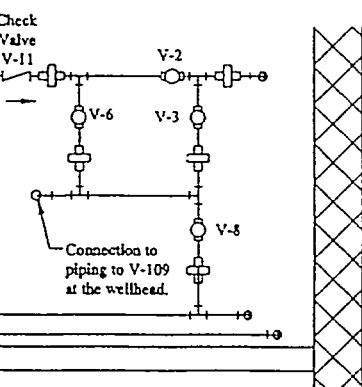 Check
Valve
V-11
V-2
V-6
V-3
V-8
Connection to
piping to V-109
at the wellhead.